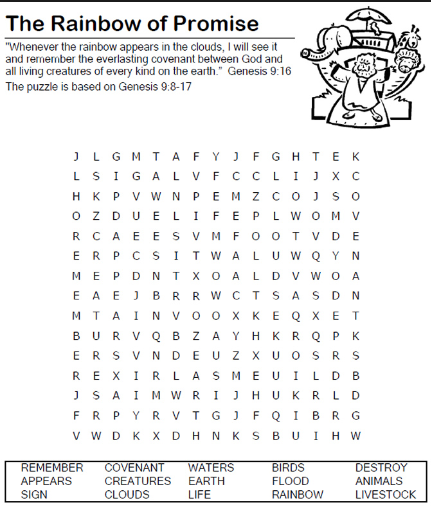 The Rainbow of Promise
"Whenever the rainbow appears in the clouds, I will see it
and remember the everlasting covenant between God and
all living creatures of every kind on the earth." Genesis 9:16
The puzzle is based on Genesis 9:8-17
J L G M T A F Y J F G H T E K
L S I G A L V F C C L I J X C
H K P V W N P E M Z C O J S O
O Z D U E L I F E P L W O M V
R C A E E S V M F O O T V D E
E R P C S I T W A L U W Q Y N
M E P D N T X O A L D V W O A
E A E J B R R W C T S A S D N
M T A I N V O O X K E Q X E T
B U R V Q B Z A Y H K R Q P K
E R S V N D E U Z X U O S R S
R E X I R L A S M E U I L D B
J S A I M W R I J H U K R L D
F R P Y R V T G J F Q I B R G
V W D K X D H N K S B U I H W
REMEMBER COVENANT WATERS BIRDS DESTROY
APPEARS CREATURES EARTH FLOOD ANIMALS
SIGN CLOUDS LIFE RAINBOW LIVESTOCK